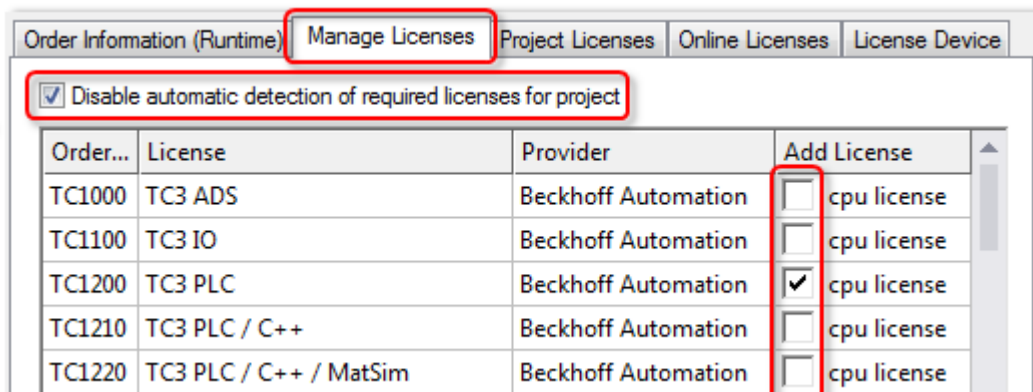 Order Information (Runtime) Manage Licenses Project Licenses Online Licenses License Device
Disable automatic detection of required licenses for project
Order... License Provider Add License
TC1000 TC3 ADS Beckhoff Automation cpu license
TC1100 TC3 IO Beckhoff Automation cpu license
TC1200 TC3 PLC Beckhoff Automation cpu license
TC1210 TC3 PLC / C++ Beckhoff Automation cpu license
TC1220 TC3 PLC / C++ / MatSim Beckhoff Automation cpu license